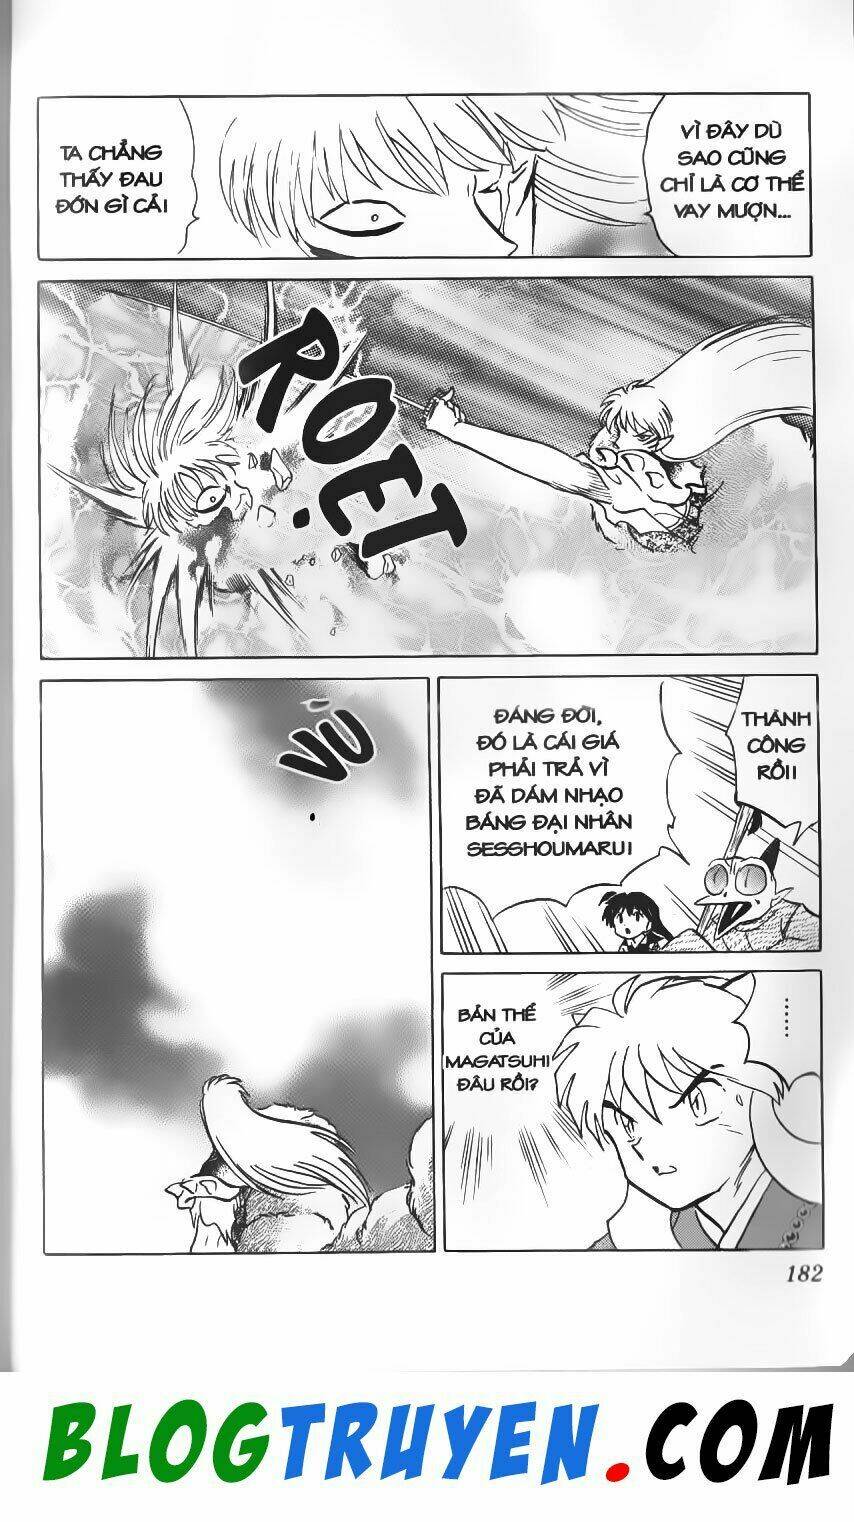 VÌ ĐÂY DÙ
SAO CŨNG
CHỈ LÀ CƠ THỂ
VAY MƯỢN...
TA CHẲNG
THẤY ĐAU
ĐỚN GÌ CẢ!
ROẸT
THÀNH
CÔNG
RỒI!
ĐÁNG ĐỜI,
ĐÓ LÀ CÁI GIÁ
PHẢI TRẢ VÌ
ĐÃ DÁM NHẠO
BÁNG ĐẠI NHÂN
SESSHOUMARU!
VÙ
......
BẢN THỂ
CỦA
MAGATSUHI
ĐÂU RỒI?
182
BLOGTRUYEN.COM